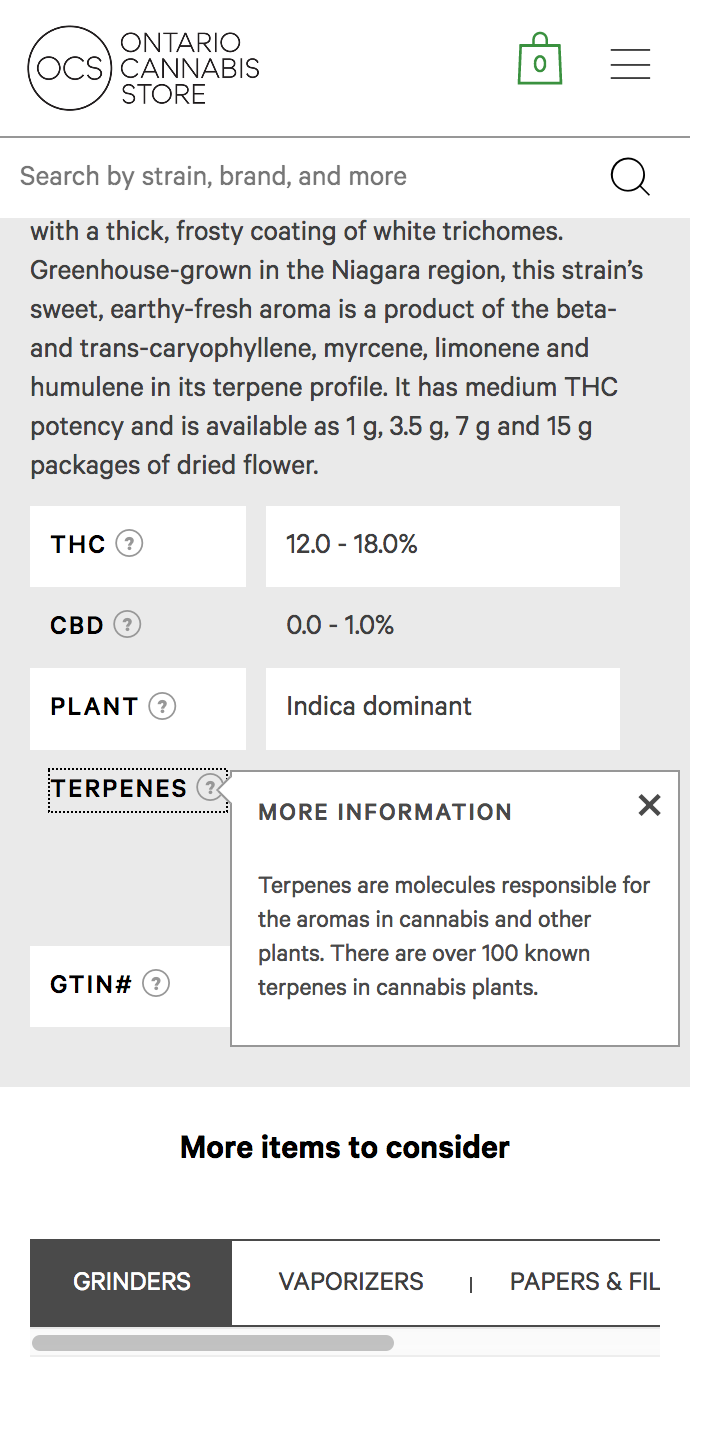 OCS
ONTARIO
CANNABIS
STORE
0
Search by strain, brand, and more
with a thick, frosty coating of white trichomes.
Greenhouse-grown in the Niagara region, this strain's
sweet, earthy-fresh aroma is a product of the beta-
and trans-caryophyllene, myrcene, limonene and
humulene in its terpene profile. It has medium THC
potency and is available as 1 g, 3.5 g, 7 g and 15 g
packages of dried flower.
THC ? 12.0 - 18.0%
CBD ? 0.0 - 1.0%
PLANT ? Indica dominant
TERPENES ?
MORE INFORMATION
Terpenes are molecules responsible for
the aromas in cannabis and other
plants. There are over 100 known
terpenes in cannabis plants.
GTIN# ?
More items to consider
GRINDERS VAPORIZERS | PAPERS & FIL